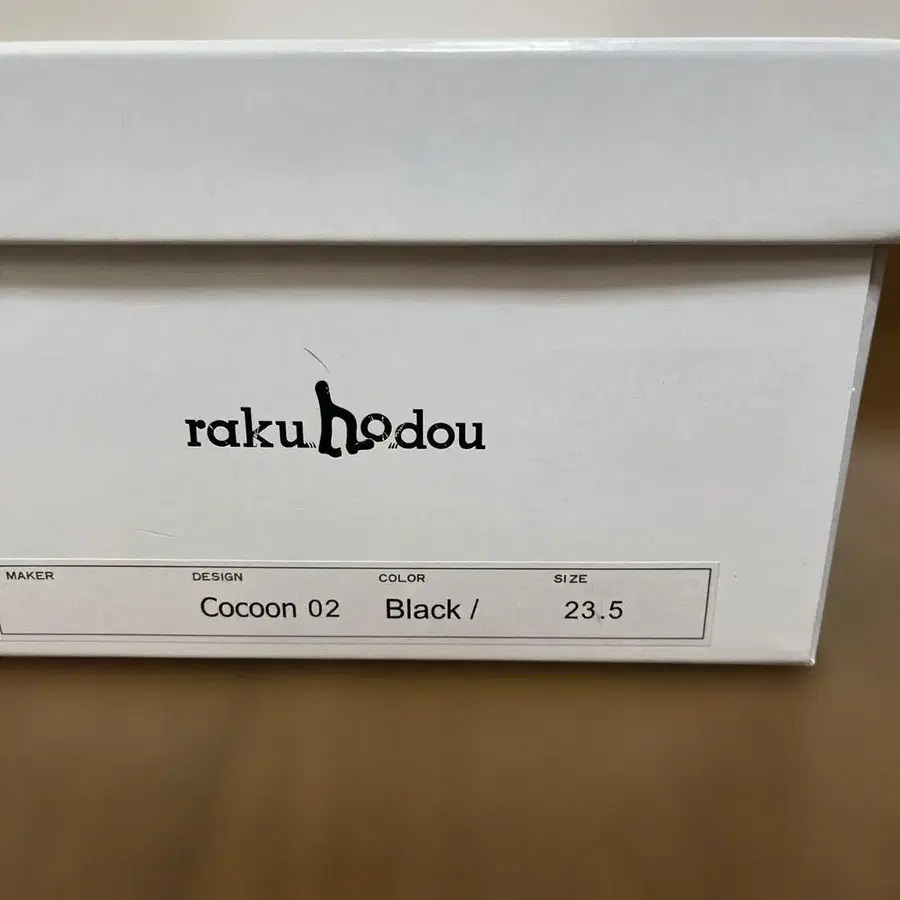 rakuhodou
MAKER DESIGN COLOR SIZE
Cocoon 02 Black / 23.5